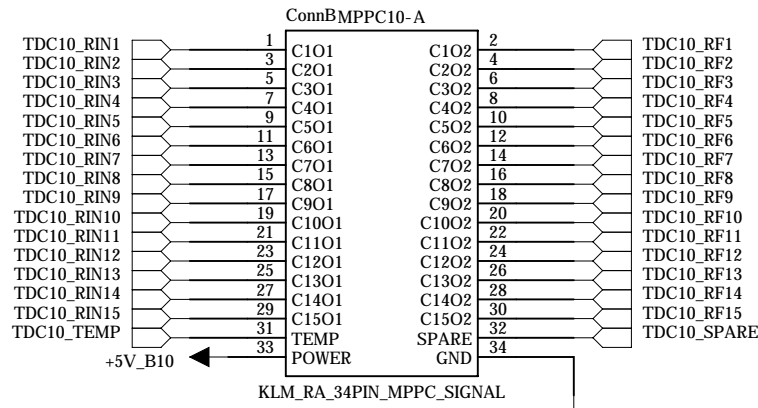 ConnBMPPC10-A
TDC10_RIN1 1 C1O1 C1O2 2 TDC10_RF1
TDC10_RIN2 3 C2O1 C2O2 4 TDC10_RF2
TDC10_RIN3 5 C3O1 C3O2 6 TDC10_RF3
TDC10_RIN4 7 C4O1 C4O2 8 TDC10_RF4
TDC10_RIN5 9 C5O1 C5O2 10 TDC10_RF5
TDC10_RIN6 11 C6O1 C6O2 12 TDC10_RF6
TDC10_RIN7 13 C7O1 C7O2 14 TDC10_RF7
TDC10_RIN8 15 C8O1 C8O2 16 TDC10_RF8
TDC10_RIN9 17 C9O1 C9O2 18 TDC10_RF9
TDC10_RIN10 19 C10O1 C10O2 20 TDC10_RF10
TDC10_RIN11 21 C11O1 C11O2 22 TDC10_RF11
TDC10_RIN12 23 C12O1 C12O2 24 TDC10_RF12
TDC10_RIN13 25 C13O1 C13O2 26 TDC10_RF13
TDC10_RIN14 27 C14O1 C14O2 28 TDC10_RF14
TDC10_RIN15 29 C15O1 C15O2 30 TDC10_RF15
TDC10_TEMP 31 TEMP SPARE 32 TDC10_SPARE
+5V_B10 33 POWER GND 34
KLM_RA_34PIN_MPPC_SIGNAL